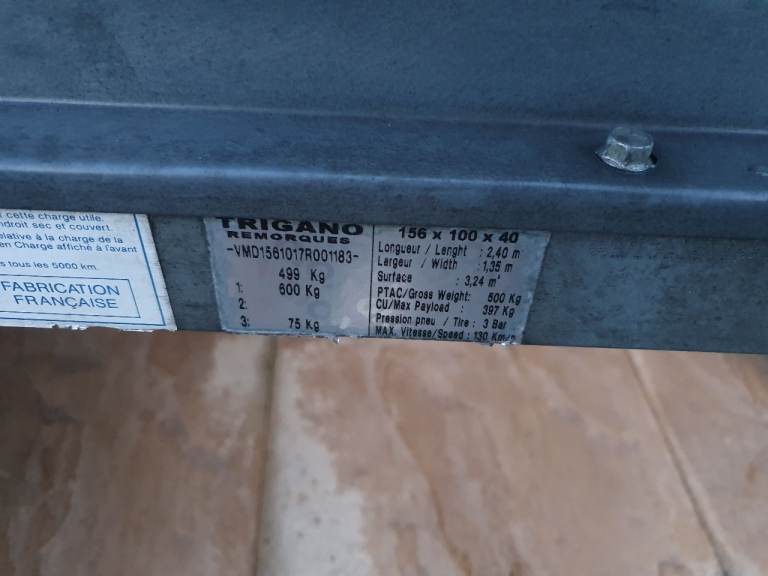 cette charge utile.
ndroit sec et couvert.
elative à la charge de la
en Charge affiché à l'avant
s tous les 5000 km.
FABRICATION
FRANÇAISE
TRIGANO
REMORQUES
-VMD1561017R001183-
499 Kg
1: 600 Kg
2:
3: 75 Kg
156 x 100 x 40
Longueur / Lenght : 2,40 m
Largeur / Width : 1,35 m
Surface : 3,24 m²
PTAC/Gross Weight: 500 Kg
CU/Max Payload : 397 Kg
Pression pneu / Tire : 3 Bar
MAX. Vitesse/Speed : 130 Km/h